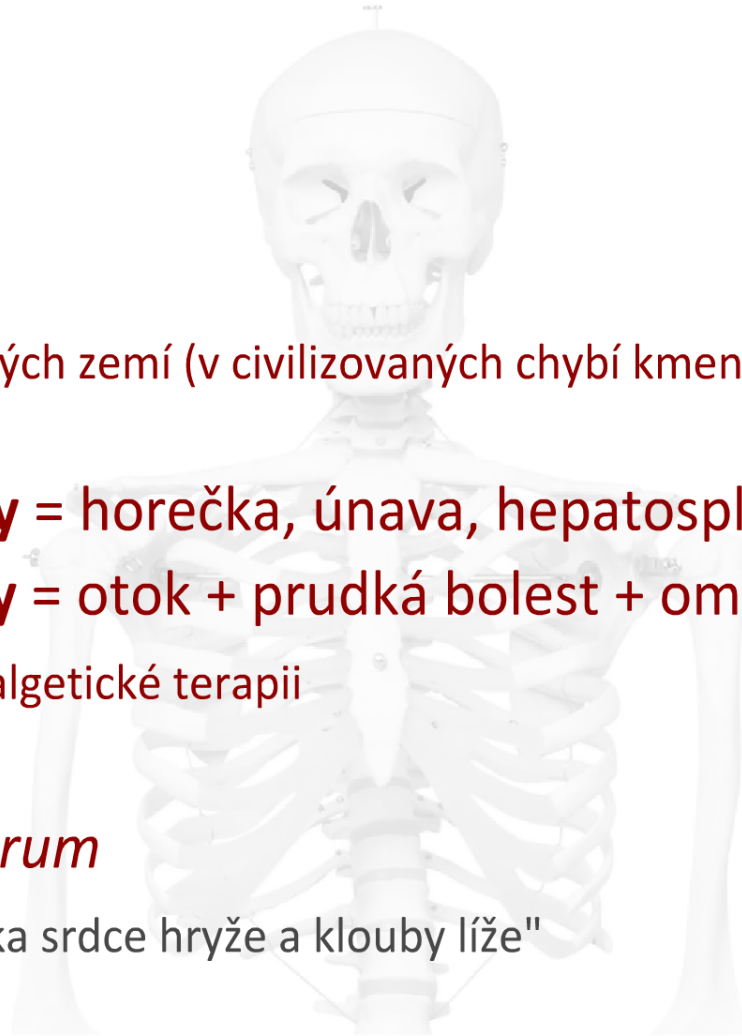 ých zemí (v civilizovaných chybí kmen
y = horečka, únava, hepatospl
y = otok + prudká bolest + om
algetické terapii
rum
ka srdce hryže a klouby líže"